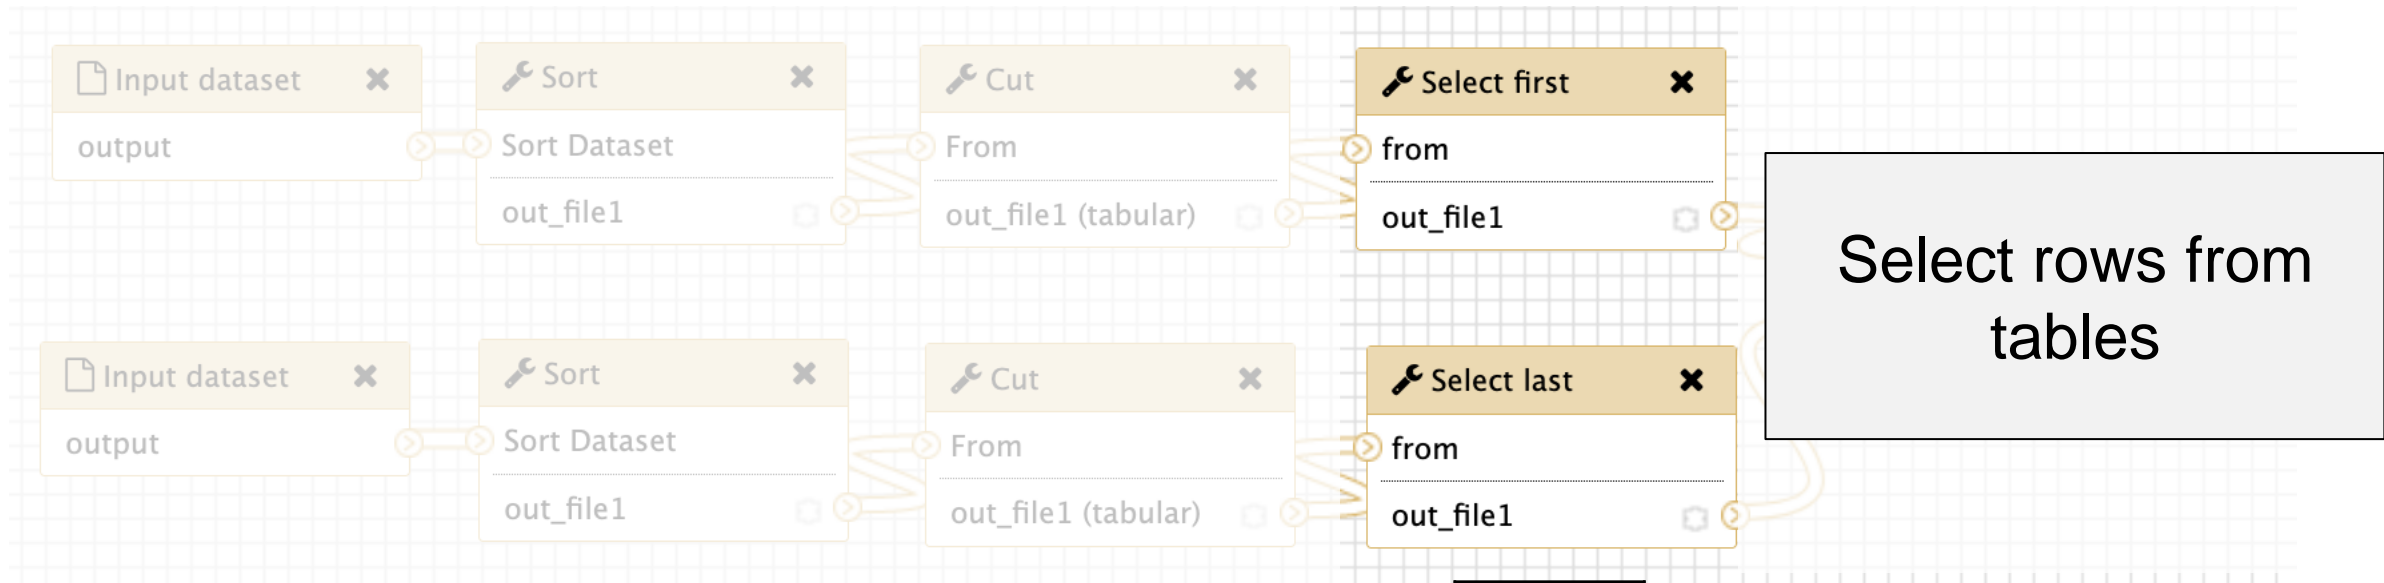 Input dataset
output
Sort
Sort Dataset
out_file1
Cut
From
out_file1 (tabular)
Select first
from
out_file1
Select rows from
tables
Input dataset
output
Sort
Sort Dataset
out_file1
Cut
From
out_file1 (tabular)
Select last
from
out_file1